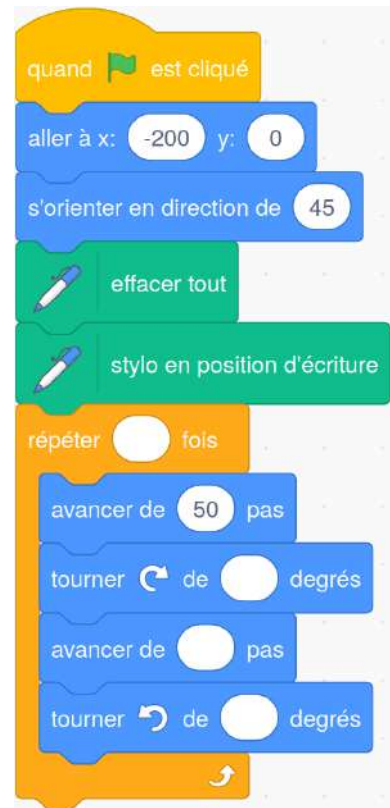 quand est cliqué
aller à x: -200 y: 0
s'orienter en direction de 45
effacer tout
stylo en position d'écriture
répéter fois
avancer de 50 pas
tourner de degrés
avancer de pas
tourner de degrés